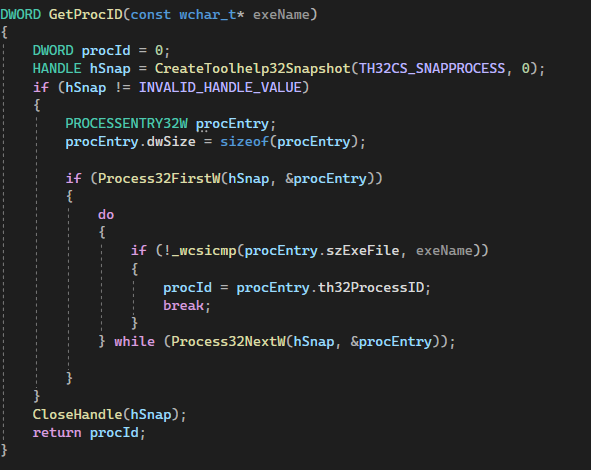 DWORD GetProcID(const wchar_t* exeName)
{
    DWORD procId = 0;
    HANDLE hSnap = CreateToolhelp32Snapshot(TH32CS_SNAPPROCESS, 0);
    if (hSnap != INVALID_HANDLE_VALUE)
    {
        PROCESSENTRY32W procEntry;
        procEntry.dwSize = sizeof(procEntry);

        if (Process32FirstW(hSnap, &procEntry))
        {
            do
            {
                if (!_wcsicmp(procEntry.szExeFile, exeName))
                {
                    procId = procEntry.th32ProcessID;
                    break;
                }
            } while (Process32NextW(hSnap, &procEntry));

        }
    }
    CloseHandle(hSnap);
    return procId;
}